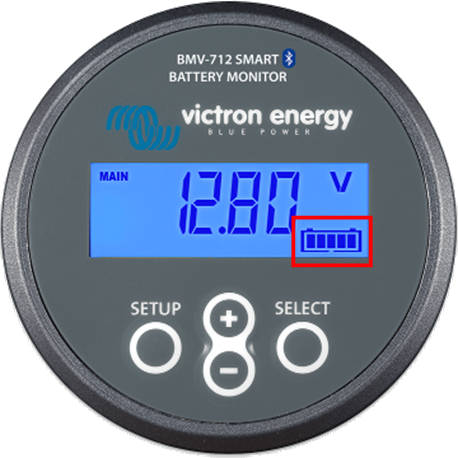 BMV-712 SMART
BATTERY MONITOR
victron energy
BLUE POWER
MAIN
12.80 V
SETUP
+
SELECT
−